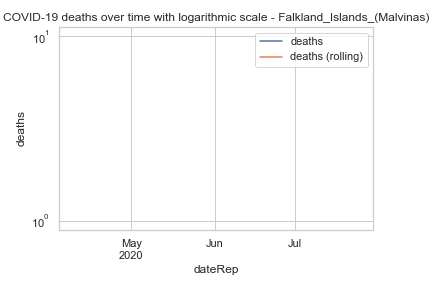 COVID-19 deaths over time with logarithmic scale - Falkland_Islands_(Malvinas)
10¹
deaths
deaths (rolling)
deaths
10⁰
May
2020
Jun
Jul
dateRep